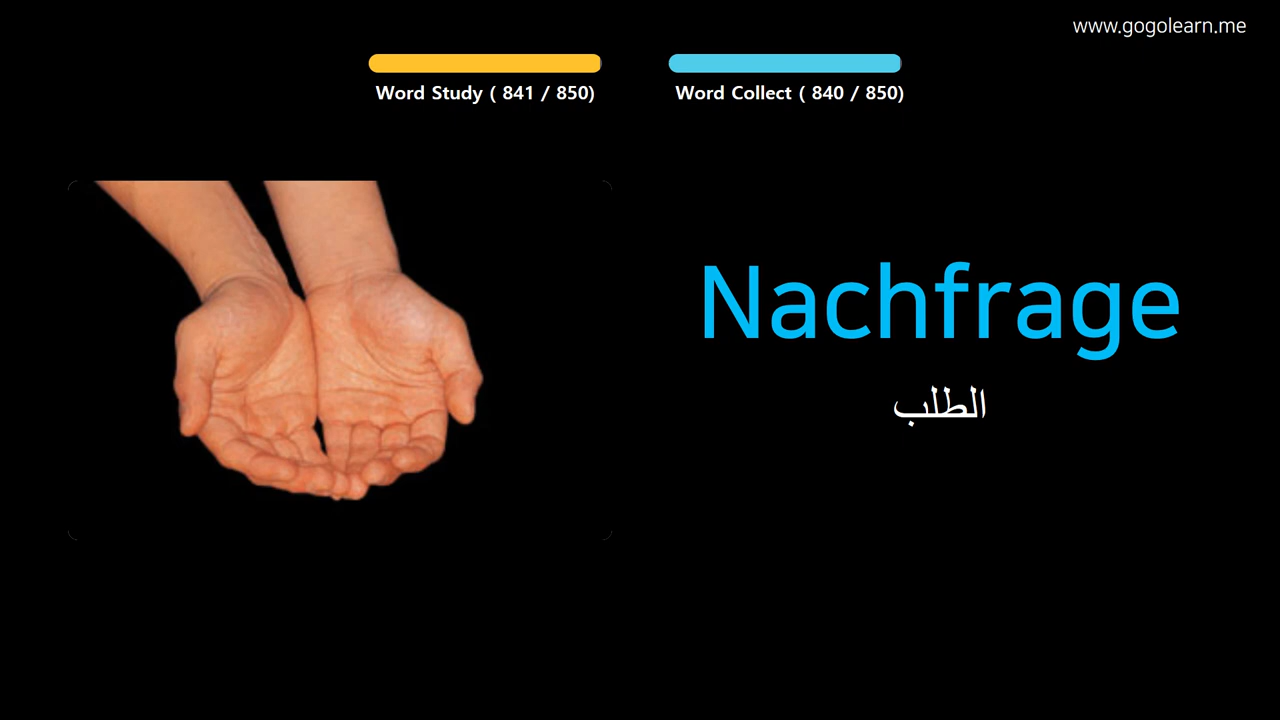 www.gogolearn.me
Word Study ( 841 / 850)
Word Collect ( 840 / 850)
Nachfrage
الطلب